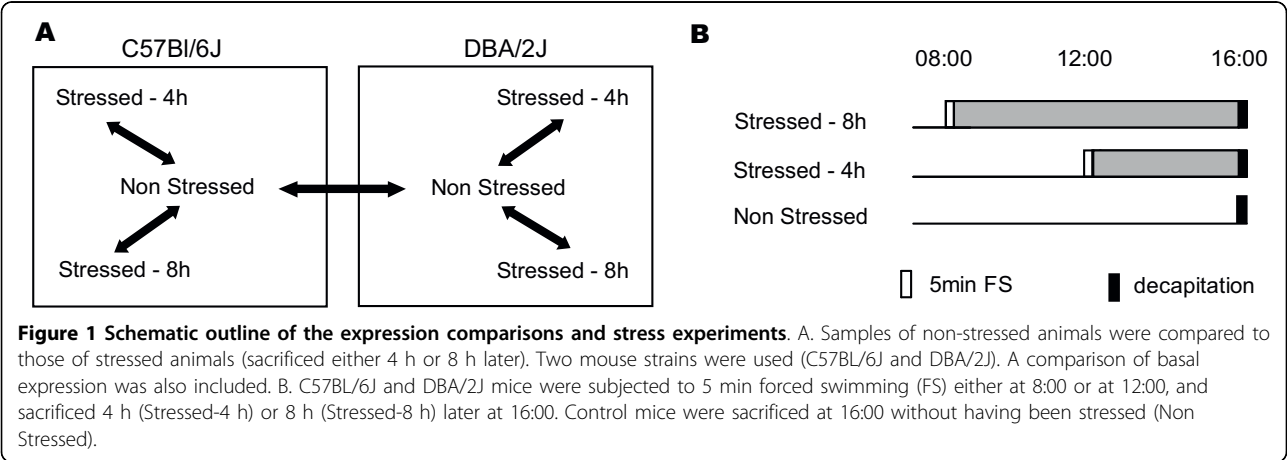 A
C57Bl/6J
DBA/2J
Stressed - 4h
Stressed - 4h
Non Stressed
Non Stressed
Stressed - 8h
Stressed - 8h
B
08:00 12:00 16:00
Stressed - 8h
Stressed - 4h
Non Stressed
5min FS
decapitation
Figure 1 Schematic outline of the expression comparisons and stress experiments. A. Samples of non-stressed animals were compared to
those of stressed animals (sacrificed either 4 h or 8 h later). Two mouse strains were used (C57BL/6J and DBA/2J). A comparison of basal
expression was also included. B. C57BL/6J and DBA/2J mice were subjected to 5 min forced swimming (FS) either at 8:00 or at 12:00, and
sacrificed 4 h (Stressed-4 h) or 8 h (Stressed-8 h) later at 16:00. Control mice were sacrificed at 16:00 without having been stressed (Non
Stressed).